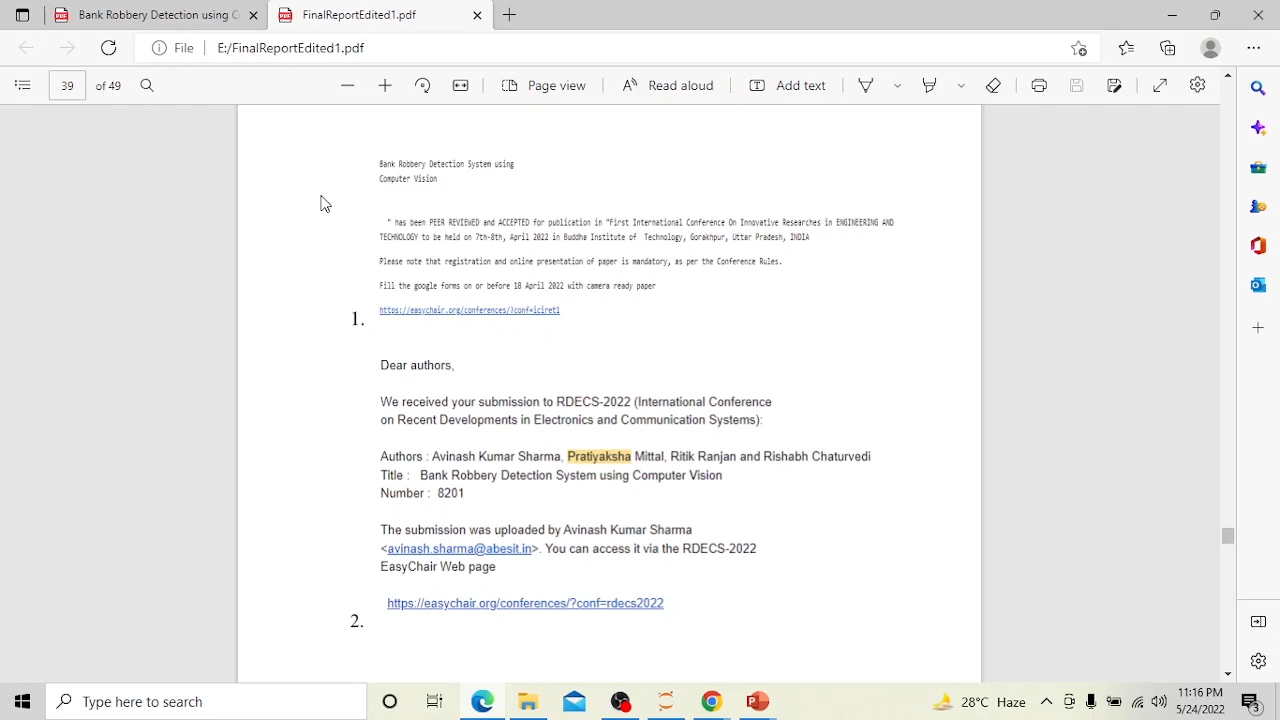 Bank Robbery Detection System using C
FinalReportEdited1.pdf
File
E:/FinalReportEdited1.pdf
39
of 49
Page view
Read aloud
Add text
Bank Robbery Detection System using
Computer Vision
" has been PEER REVIEWED and ACCEPTED for publication in "First International Conference On Innovative Researches in ENGINEERING AND
TECHNOLOGY to be held on 7th-8th, April 2022 in Buddha Institute of Technology, Gorakhpur, Uttar Pradesh, INDIA
Please note that registration and online presentation of paper is mandatory, as per the Conference Rules.
Fill the google forms on or before 18 April 2022 with camera ready paper
1. https://easychair.org/conferences/?conf=iciret1
Dear authors,
We received your submission to RDECS-2022 (International Conference
on Recent Developments in Electronics and Communication Systems):
Authors : Avinash Kumar Sharma, Pratiyaksha Mittal, Ritik Ranjan and Rishabh Chaturvedi
Title : Bank Robbery Detection System using Computer Vision
Number : 8201
The submission was uploaded by Avinash Kumar Sharma
<avinash.sharma@abesit.in>. You can access it via the RDECS-2022
EasyChair Web page
https://easychair.org/conferences/?conf=rdecs2022
2.
Type here to search
28°C Haze
11:16 PM
5/24/2022
3